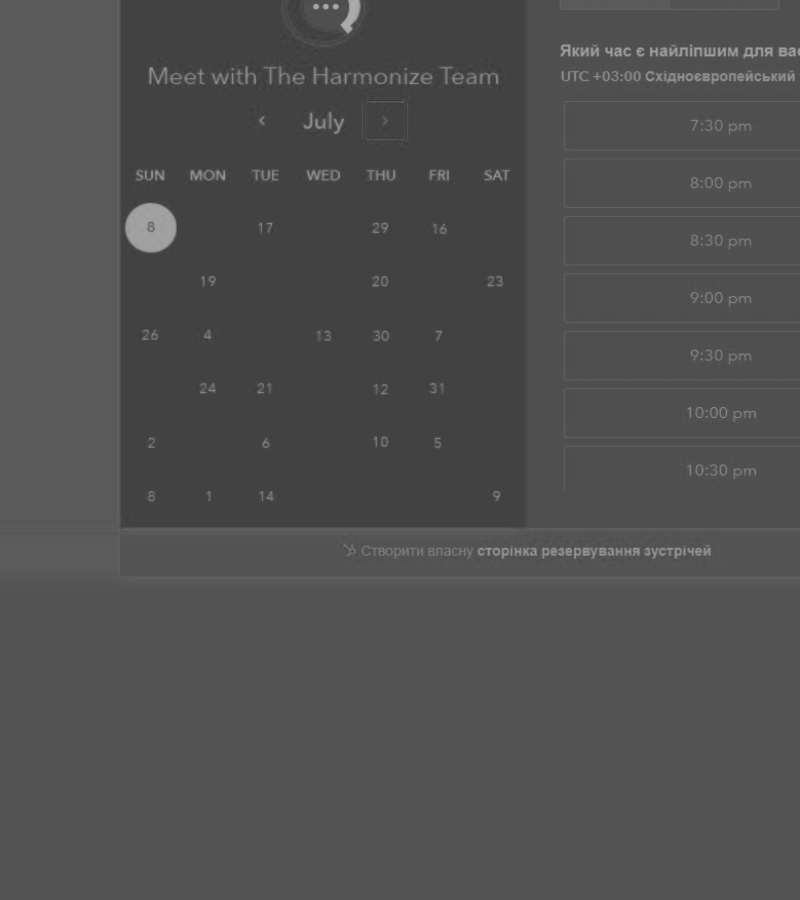 Meet with The Harmonize Team
‹ July ›
SUN MON TUE WED THU FRI SAT
8 17 29 16
19 20 23
26 4 13 30 7
24 21 12 31
2 6 10 5
8 1 14 9
Який час є найліпшим для вас
UTC +03:00 Східноєвропейський
7:30 pm
8:00 pm
8:30 pm
9:00 pm
9:30 pm
10:00 pm
10:30 pm
Створити власну сторінка резервування зустрічей